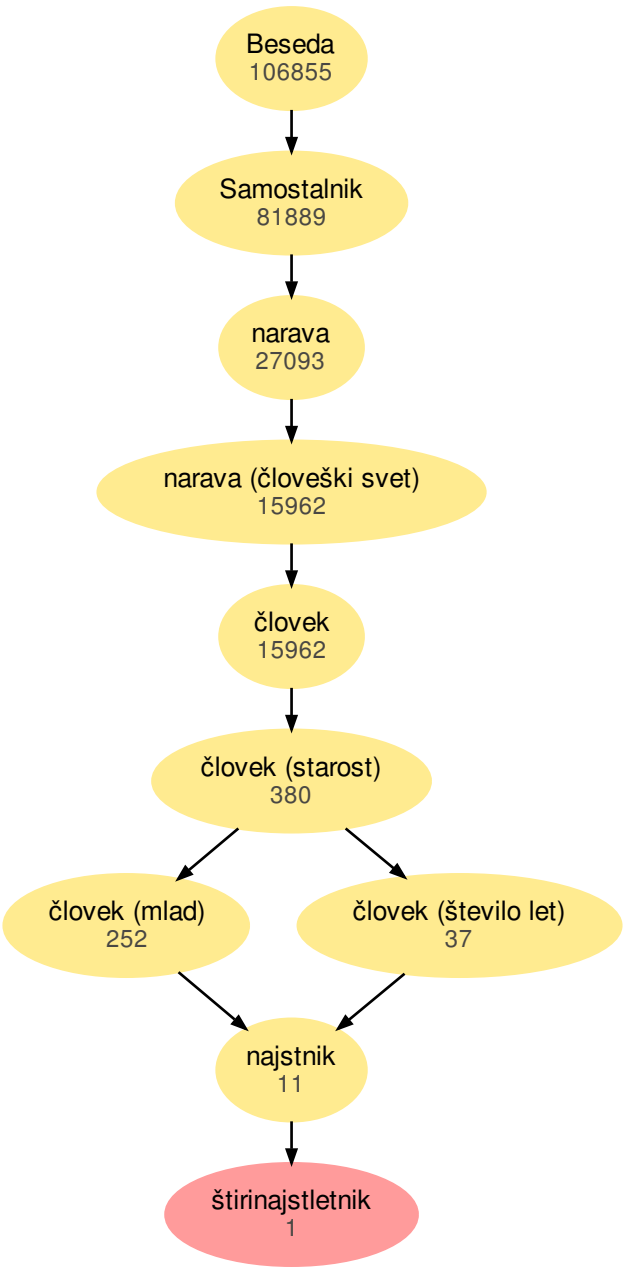 Beseda
106855
Samostalnik
81889
narava
27093
narava (človeški svet)
15962
človek
15962
človek (starost)
380
človek (mlad)
252
človek (število let)
37
najstnik
11
štirinajstletnik
1